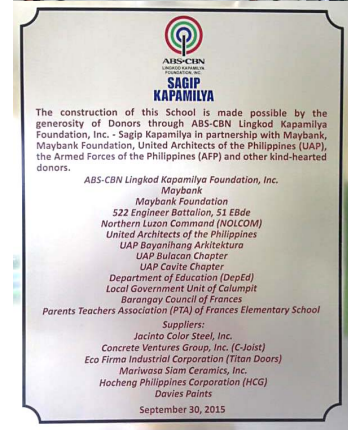 ABS-CBN
LINGKOD KAPAMILYA
FOUNDATION, INC.
SAGIP
KAPAMILYA
The construction of this School is made possible by the
generosity of Donors through ABS-CBN Lingkod Kapamilya
Foundation, Inc. - Sagip Kapamilya in partnership with Maybank,
Maybank Foundation, United Architects of the Philippines (UAP),
the Armed Forces of the Philippines (AFP) and other kind-hearted
donors.
ABS-CBN Lingkod Kapamilya Foundation, Inc.
Maybank
Maybank Foundation
522 Engineer Battalion, 51 EBde
Northern Luzon Command (NOLCOM)
United Architects of the Philippines
UAP Bayanihang Arkitektura
UAP Bulacan Chapter
UAP Cavite Chapter
Department of Education (DepEd)
Local Government Unit of Calumpit
Barangay Council of Frances
Parents Teachers Association (PTA) of Frances Elementary School
Suppliers:
Jacinto Color Steel, Inc.
Concrete Ventures Group, Inc. (C-Joist)
Eco Firma Industrial Corporation (Titan Doors)
Mariwasa Siam Ceramics, Inc.
Hocheng Philippines Corporation (HCG)
Davies Paints
September 30, 2015